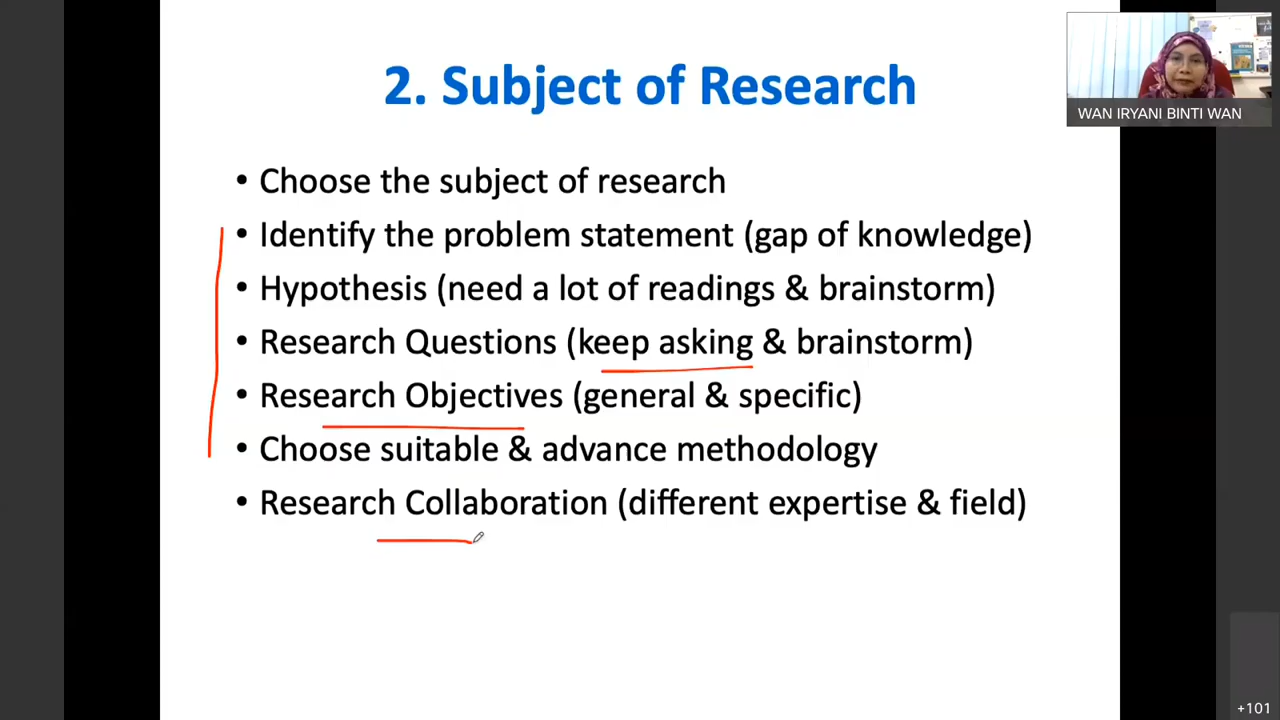 2. Subject of Research
WAN IRYANI BINTI WAN
• Choose the subject of research
• Identify the problem statement (gap of knowledge)
• Hypothesis (need a lot of readings & brainstorm)
• Research Questions (keep asking & brainstorm)
• Research Objectives (general & specific)
• Choose suitable & advance methodology
• Research Collaboration (different expertise & field)
+101